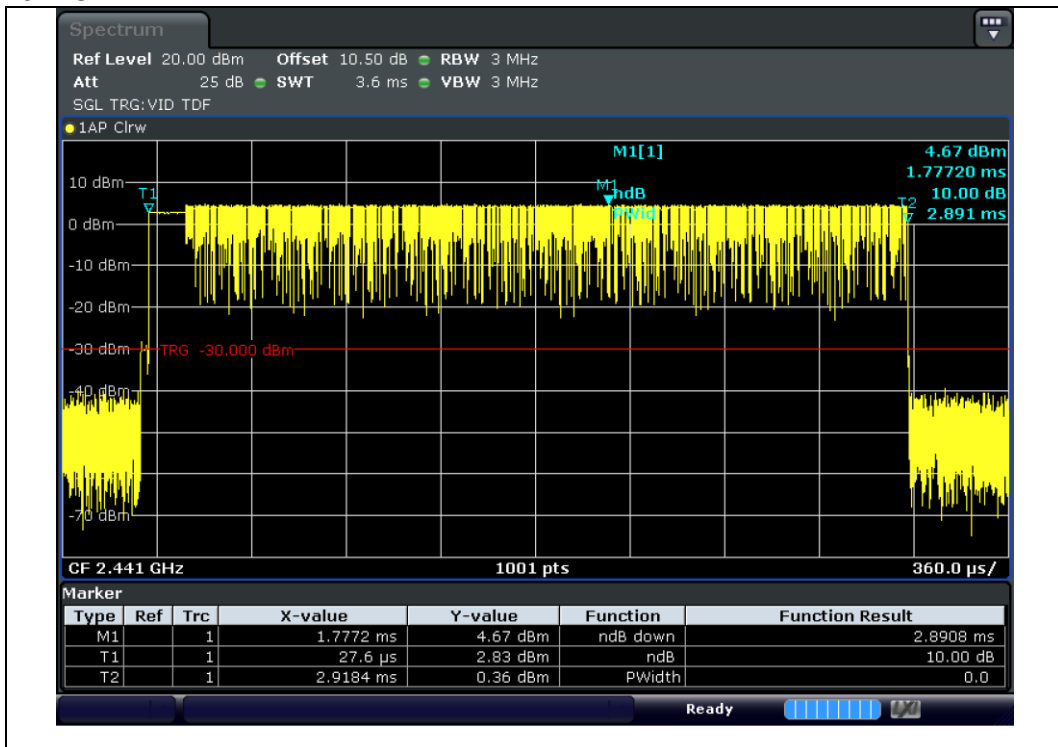 Spectrum
Ref Level 20.00 dBm Offset 10.50 dB RBW 3 MHz
Att 25 dB SWT 3.6 ms VBW 3 MHz
SGL TRG:VID TDF
1AP Clrw
M1[1] 4.67 dBm
1.77720 ms
ndB 10.00 dB
PWid 2.891 ms
10 dBm
T1
M1
T2
0 dBm
-10 dBm
-20 dBm
-30 dBm
TRG -30.000 dBm
-40 dBm
-70 dBm
CF 2.441 GHz 1001 pts 360.0 µs/
Marker
Type Ref Trc X-value Y-value Function Function Result
M1 1 1.7772 ms 4.67 dBm ndB down 2.8908 ms
T1 1 27.6 µs 2.83 dBm ndB 10.00 dB
T2 1 2.9184 ms 0.36 dBm PWidth 0.0
Ready